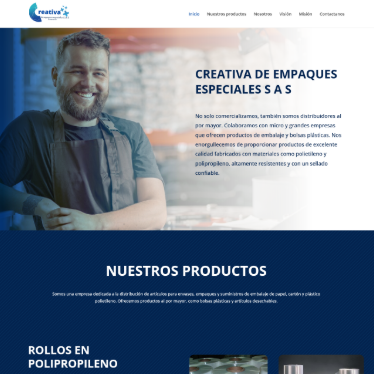 reativa
Inicio
Nuestros productos
Nosotros
Visión
Misión
Contactanos
CREATIVA DE EMPAQUES
ESPECIALES S A S
No solo comercializamos, también somos distribuidores al
por mayor. Colaboramos con micro y grandes empresas
que ofrecen productos de embalaje y bolsas plásticas. Nos
enorgullecemos de proporcionar productos de excelente
calidad fabricados con materiales como polietileno y
polipropileno, altamente resistentes y con un sellado
confiable.
NUESTROS PRODUCTOS
Somos una empresa dedicada a la distribución de artículos para envases, empaques y suministros de embalaje de papel, cartón y plástico
polietileno. Ofrecemos productos al por mayor, como bolsas plásticas y artículos desechables.
ROLLOS EN
POLIPROPILENO